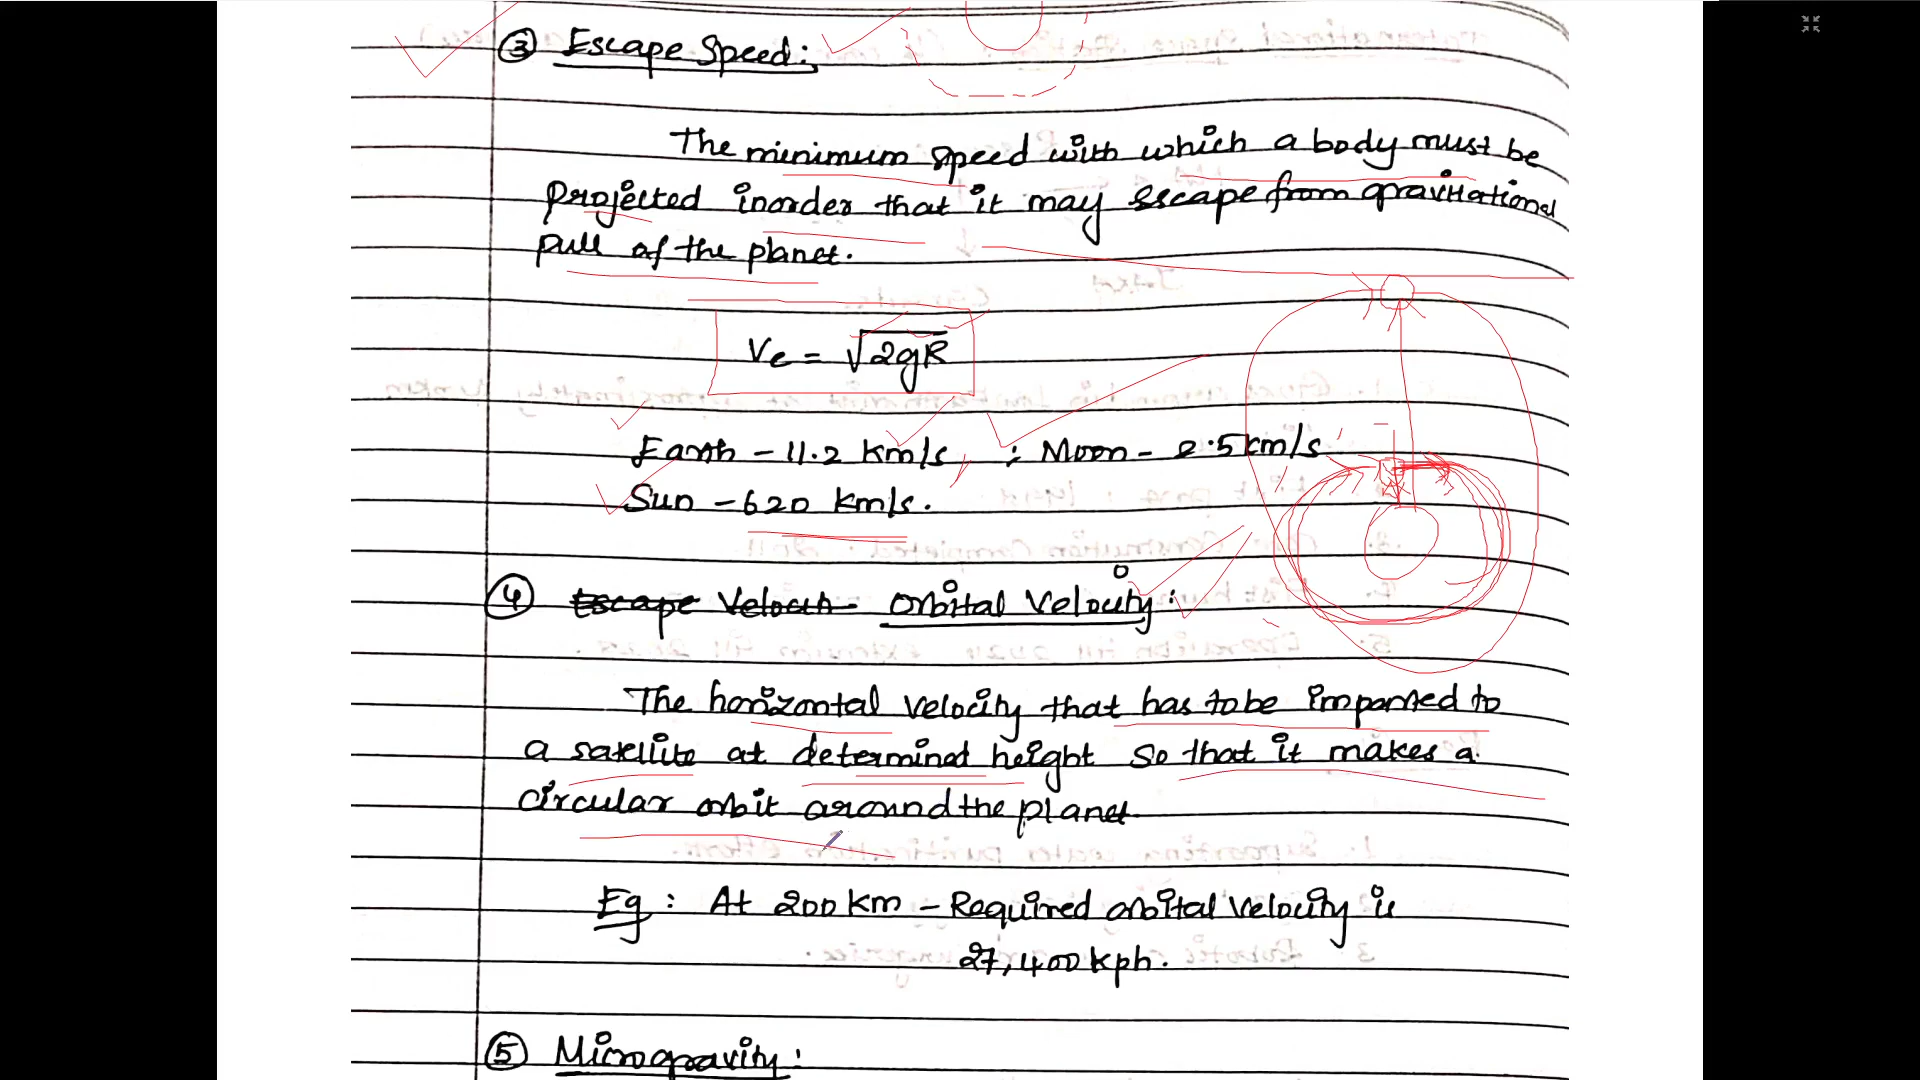 ③ Escape Speed:
The minimum speed with which a body must be
projected inorder that it may escape from gravitational
pull of the planet.
Ve = √2gR
Earth - 11.2 km/s ; Moon - 2.5 km/s
Sun - 620 km/s.
④ Escape Velocity Orbital Velocity:
The horizontal velocity that has to be imparted to
a satellite at determined height so that it makes a
circular orbit around the planet.
Eg: At 200 km - Required orbital velocity is
27,400 kph.
⑤ Microgravity: